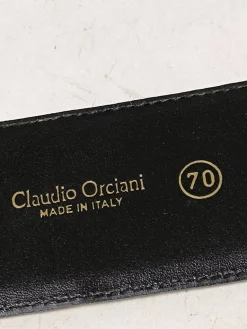 Claudio Orciani
MADE IN ITALY
70